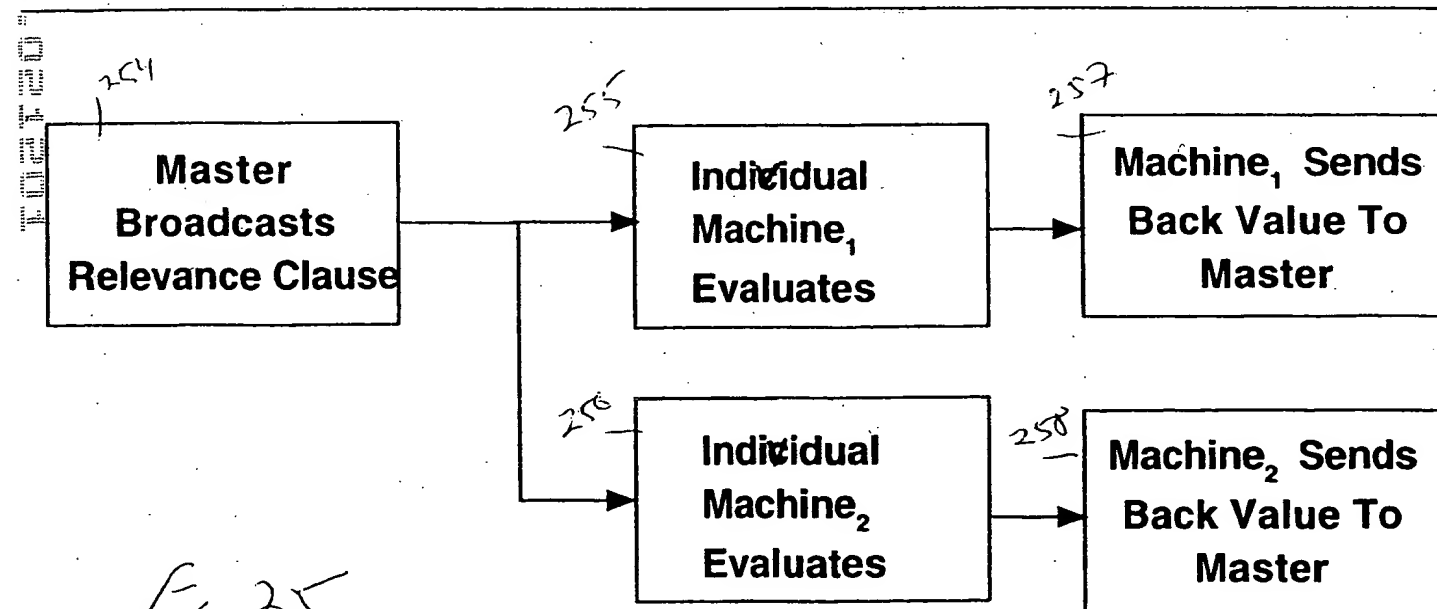 254
Master
Broadcasts
Relevance Clause
255
Individual
Machine₁
Evaluates
257
Machine₁ Sends
Back Value To
Master
256
Individual
Machine₂
Evaluates
258
Machine₂ Sends
Back Value To
Master
35